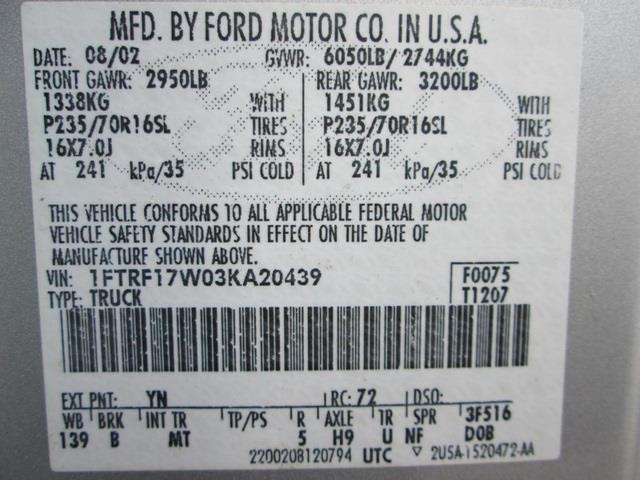 MFD. BY FORD MOTOR CO. IN U.S.A.
DATE: 08/02 GVWR: 6050LB/ 2744KG
FRONT GAWR: 2950LB REAR GAWR: 3200LB
1338KG WITH 1451KG WITH
P235/70R16SL TIRES P235/70R16SL TIRES
16X7.0J RIMS 16X7.0J RIMS
AT 241 kPa/35 PSI COLD AT 241 kPa/35 PSI COLD
THIS VEHICLE CONFORMS TO ALL APPLICABLE FEDERAL MOTOR
VEHICLE SAFETY STANDARDS IN EFFECT ON THE DATE OF
MANUFACTURE SHOWN ABOVE.
VIN: 1FTRF17W03KA20439 F0075
TYPE: TRUCK T1207
EXT PNT: YN RC: 72 DSO:
WB BRK INT TR TP/PS R AXLE TR SPR 3F516
139 B MT 5 H9 U NF DOB
2200208120794 UTC ▽ 2U5A-1520472-AA